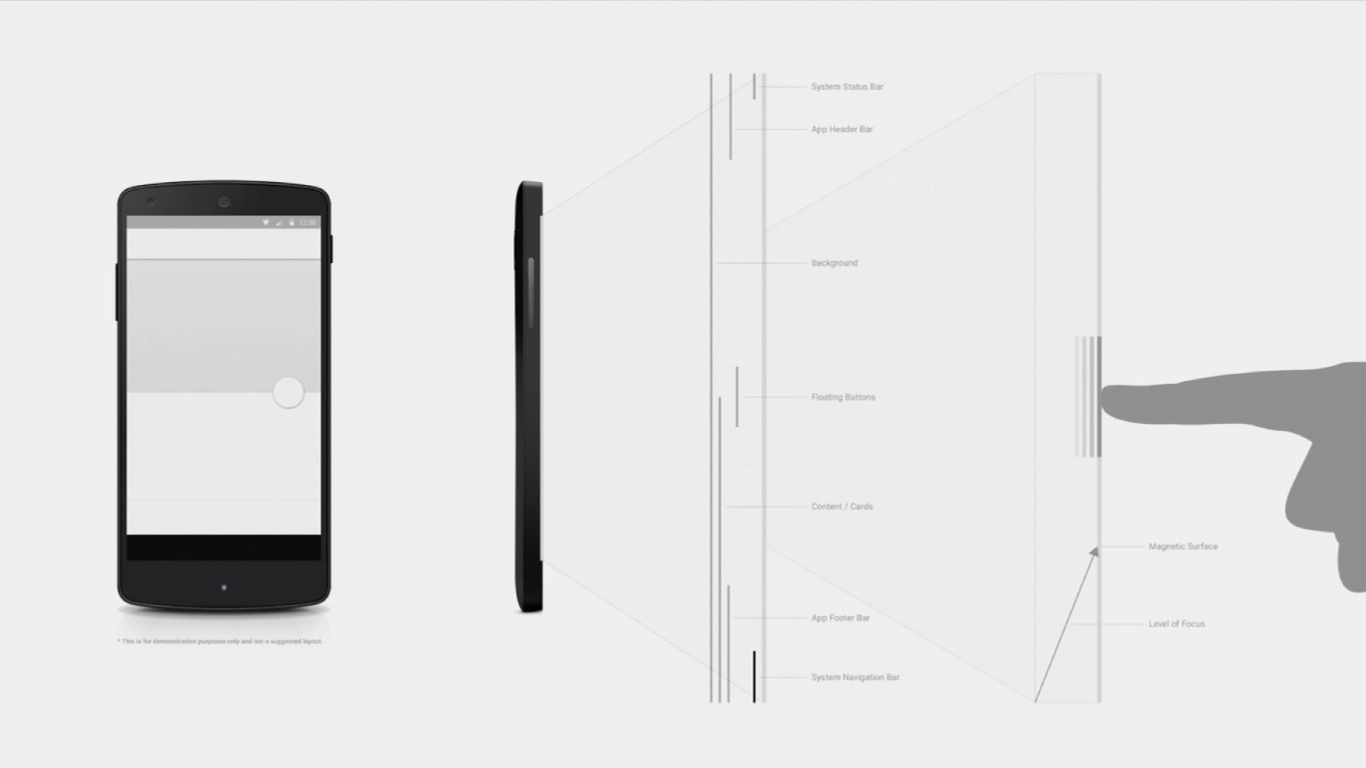 12:30
System Status Bar
App Header Bar
Background
Floating Buttons
Content / Cards
App Footer Bar
System Navigation Bar
Magnetic Surface
Level of Focus
* This is for demonstration purposes only and not a suggested layout.